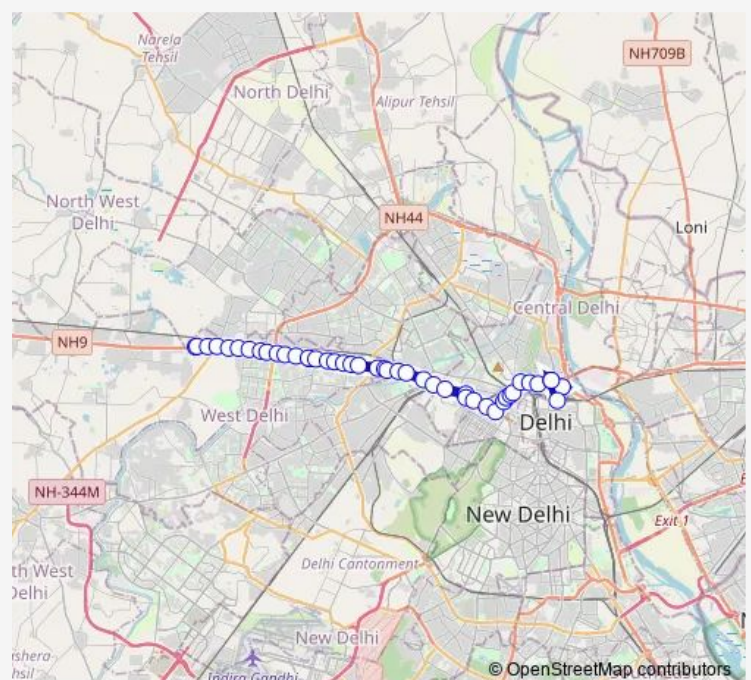 Narela
Tehsil
North Delhi
NH709B
Alipur Tehsil
North West
Delhi
NH44
Loni
Central Delhi
NH9
West Delhi
Delhi
NH-344M
New Delhi
Exit 1
Delhi Cantonment
th West
Delhi
New Delhi
shera
hsil
Indira Gandhi
© OpenStreetMap contributors